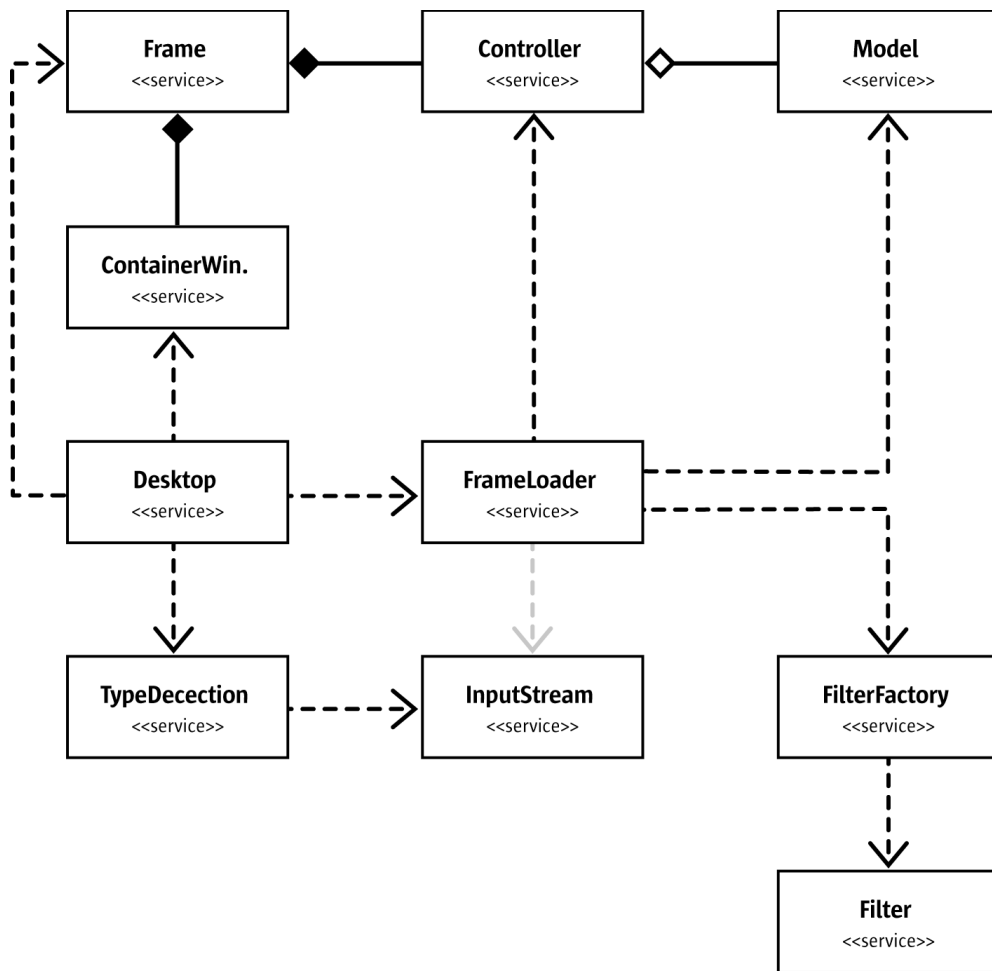 Frame
<<service>>
Controller
<<service>>
Model
<<service>>
ContainerWin.
<<service>>
Desktop
<<service>>
FrameLoader
<<service>>
TypeDecection
<<service>>
InputStream
<<service>>
FilterFactory
<<service>>
Filter
<<service>>